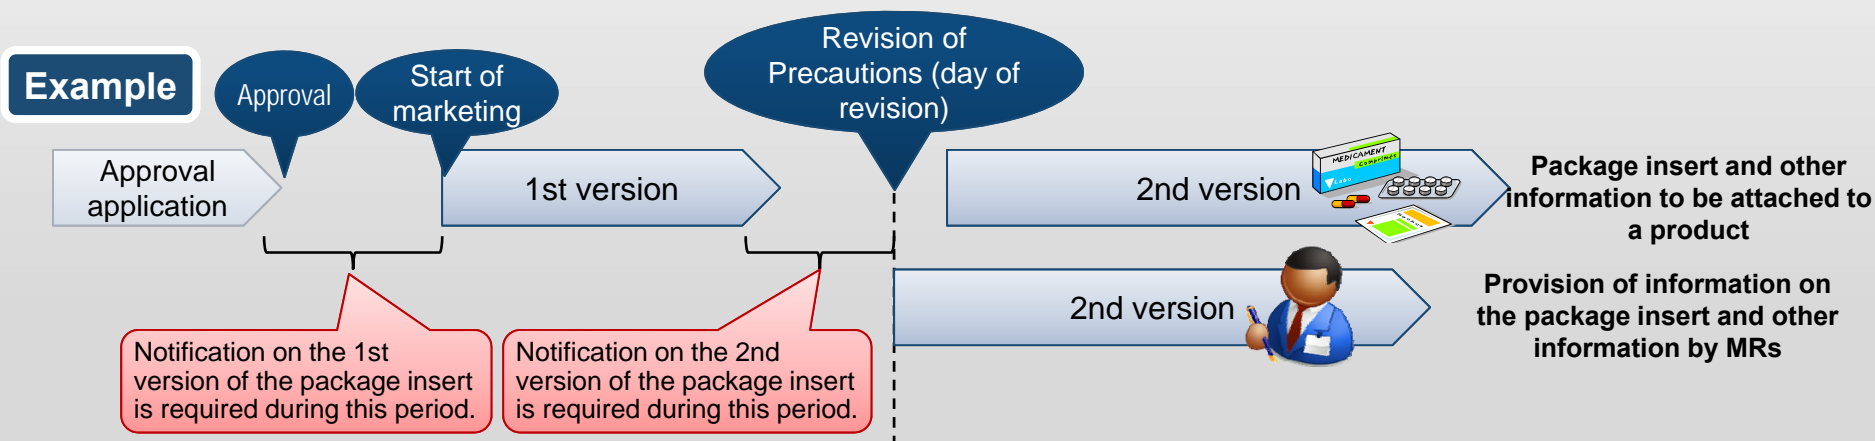 Example
Approval
Start of
marketing
Revision of
Precautions (day of
revision)
Approval
application
1st version
2nd version
MEDICAMENT
Comprimés
Labo
Package insert and other
information to be attached to
a product
2nd version
Provision of information on
the package insert and other
information by MRs
Notification on the 1st
version of the package insert
is required during this period.
Notification on the 2nd
version of the package insert
is required during this period.